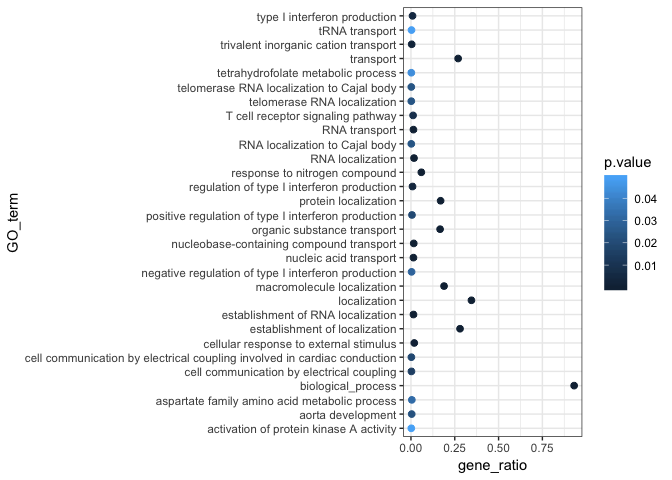 type I interferon production
tRNA transport
trivalent inorganic cation transport
transport
tetrahydrofolate metabolic process
telomerase RNA localization to Cajal body
telomerase RNA localization
T cell receptor signaling pathway
RNA transport
RNA localization to Cajal body
RNA localization
response to nitrogen compound
regulation of type I interferon production
protein localization
positive regulation of type I interferon production
organic substance transport
nucleobase-containing compound transport
nucleic acid transport
negative regulation of type I interferon production
macromolecule localization
localization
establishment of RNA localization
establishment of localization
cellular response to external stimulus
cell communication by electrical coupling involved in cardiac conduction
cell communication by electrical coupling
biological_process
aspartate family amino acid metabolic process
aorta development
activation of protein kinase A activity
GO_term
0.00 0.25 0.50 0.75
gene_ratio
p.value
0.04
0.03
0.02
0.01